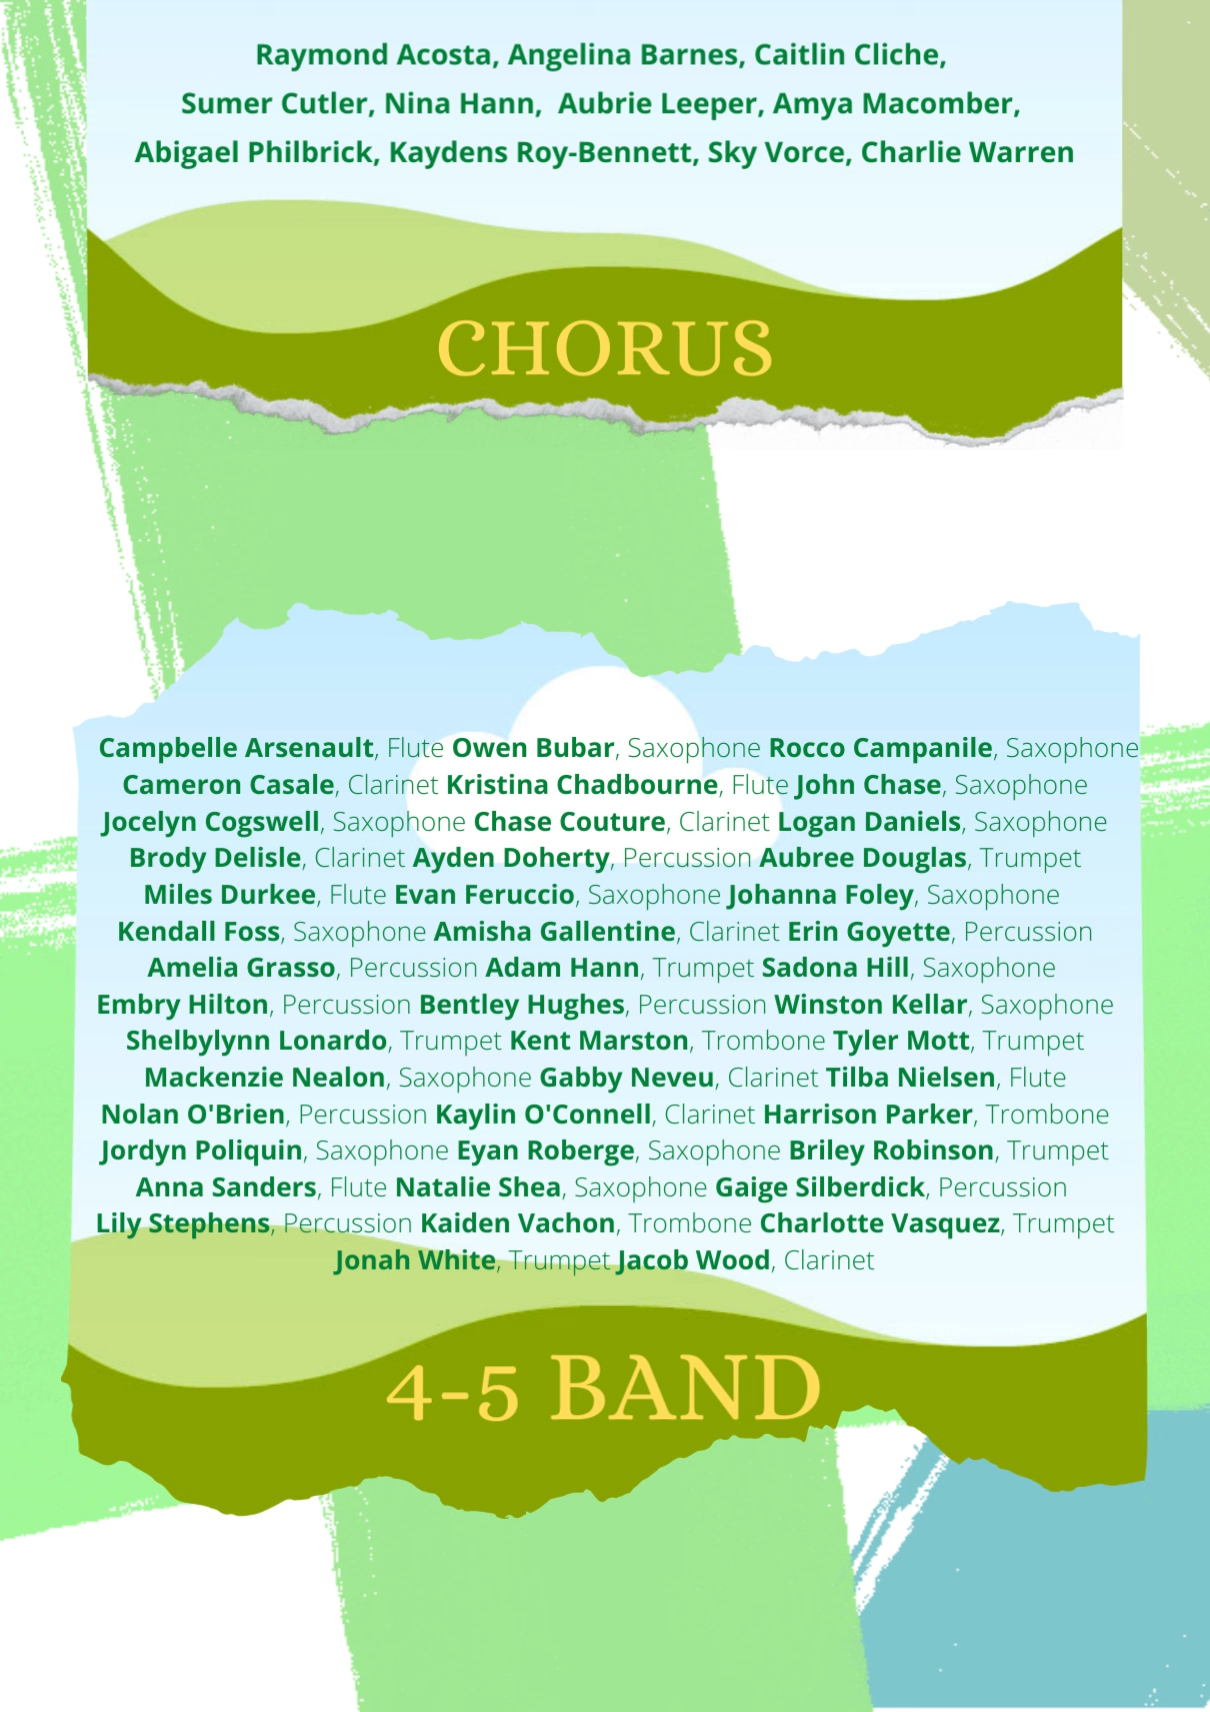 Raymond Acosta, Angelina Barnes, Caitlin Cliche,
Sumer Cutler, Nina Hann,  Aubrie Leeper, Amya Macomber,
Abigael Philbrick, Kaydens Roy-Bennett, Sky Vorce, Charlie Warren
CHORUS
Campbelle Arsenault, Flute Owen Bubar, Saxophone Rocco Campanile, Saxophone
Cameron Casale, Clarinet Kristina Chadbourne, Flute John Chase, Saxophone
Jocelyn Cogswell, Saxophone Chase Couture, Clarinet Logan Daniels, Saxophone
Brody Delisle, Clarinet Ayden Doherty, Percussion Aubree Douglas, Trumpet
Miles Durkee, Flute Evan Feruccio, Saxophone Johanna Foley, Saxophone
Kendall Foss, Saxophone Amisha Gallentine, Clarinet Erin Goyette, Percussion
Amelia Grasso, Percussion Adam Hann, Trumpet Sadona Hill, Saxophone
Embry Hilton, Percussion Bentley Hughes, Percussion Winston Kellar, Saxophone
Shelbylynn Lonardo, Trumpet Kent Marston, Trombone Tyler Mott, Trumpet
Mackenzie Nealon, Saxophone Gabby Neveu, Clarinet Tilba Nielsen, Flute
Nolan O'Brien, Percussion Kaylin O'Connell, Clarinet Harrison Parker, Trombone
Jordyn Poliquin, Saxophone Eyan Roberge, Saxophone Briley Robinson, Trumpet
Anna Sanders, Flute Natalie Shea, Saxophone Gaige Silberdick, Percussion
Lily Stephens, Percussion Kaiden Vachon, Trombone Charlotte Vasquez, Trumpet
Jonah White, Trumpet Jacob Wood, Clarinet
4-5 BAND